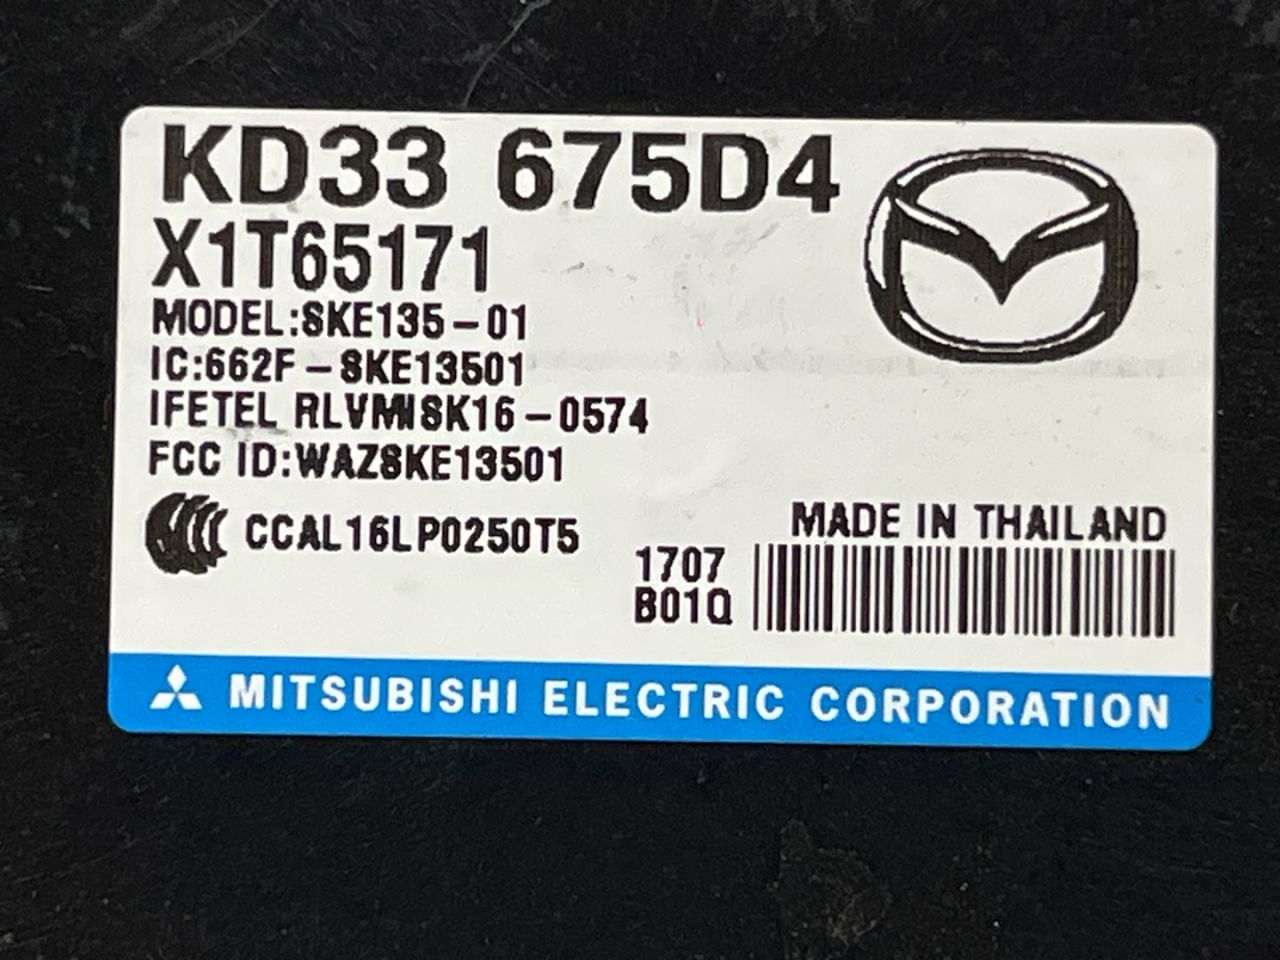 KD33 675D4
X1T65171
MODEL:SKE135-01
IC:662F-SKE13501
IFETEL RLVMISK16-0574
FCC ID:WAZSKE13501
CCAL16LP0250T5
MADE IN THAILAND
1707
B01Q
MITSUBISHI ELECTRIC CORPORATION